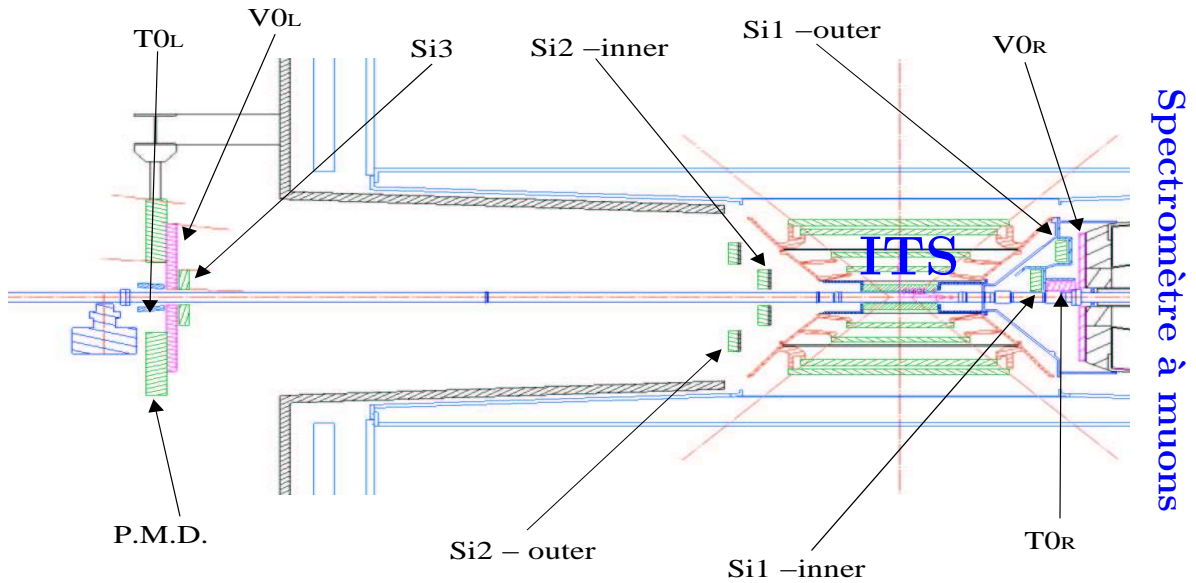 T0L
V0L
Si3
Si2 –inner
Si1 –outer
V0R
ITS
Spectromètre à muons
P.M.D.
Si2 – outer
Si1 –inner
T0R